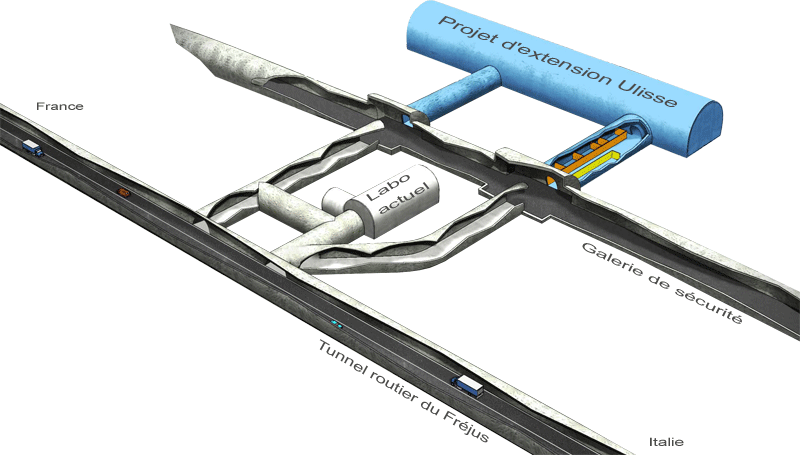 Projet d'extension Ulisse
France
Labo
actuel
Galerie de sécurité
Tunnel routier du Fréjus
Italie